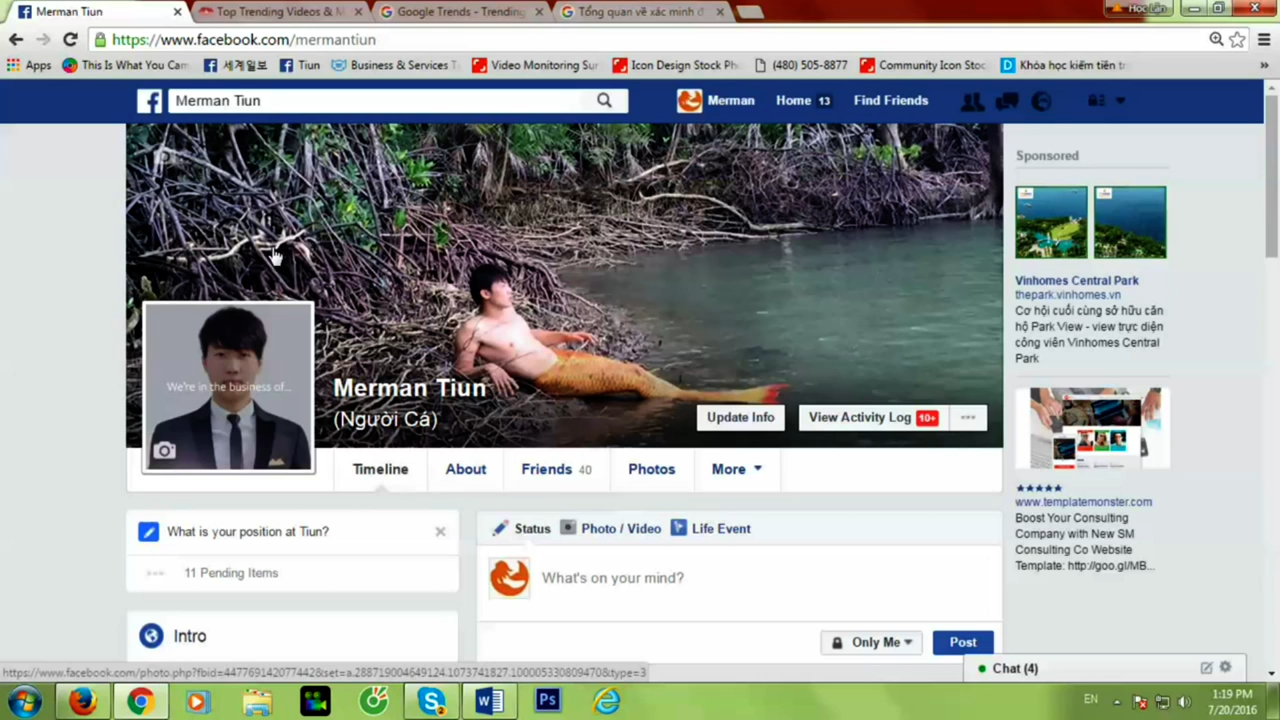 Merman Tiun
Top Trending Videos & M
Google Trends - Trending
Tổng quan về xác minh đ
Học Lần
https://www.facebook.com/mermantiun
Apps
This Is What You Can
세계일보
Tiun
Business & Services T
Video Monitoring Sur
Icon Design Stock Pho
(480) 505-8877
Community Icon Stoc
Khóa học kiếm tiền tr
»
Merman Tiun
Merman
Home 13
Find Friends
Sponsored
Vinhomes Central Park
thepark.vinhomes.vn
Cơ hội cuối cùng sở hữu căn
hộ Park View - view trực diện
công viên Vinhomes Central
Park
We're in the business of...
Merman Tiun
(Người Cá)
Update Info
View Activity Log 10+
Timeline
About
Friends 40
Photos
More
www.templatemonster.com
Boost Your Consulting
Company with New SM
Consulting Co Website
Template: http://goo.gl/MB...
What is your position at Tiun?
11 Pending Items
Status
Photo / Video
Life Event
What's on your mind?
Intro
Only Me
Post
https://www.facebook.com/photo.php?fbid=447769142077442&set=a.288719004649124.1073741827.100005330809470&type=3
Chat (4)
W
Ps
EN
1:19 PM
7/20/2016